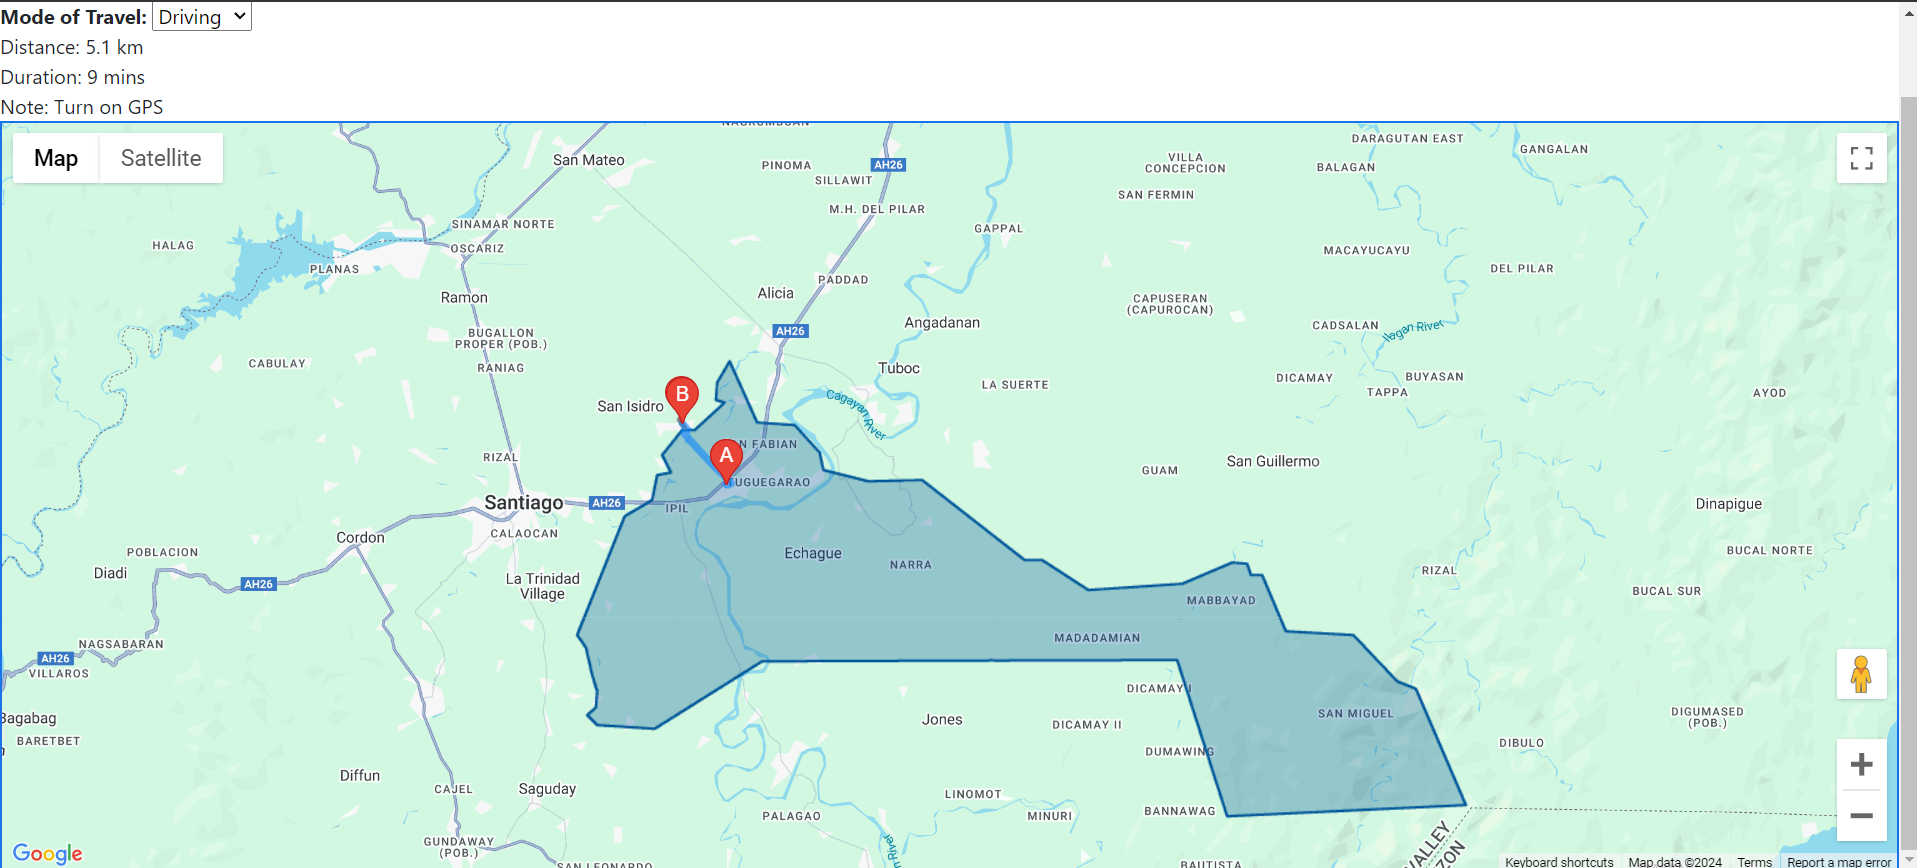 Mode of Travel: Driving
Distance: 5.1 km
Duration: 9 mins
Note: Turn on GPS
Map
Satellite
San Mateo
PINOMA
SILLAWIT
AH26
M.H. DEL PILAR
VILLA
CONCEPCION
SAN FERMIN
DARAGUTAN EAST
BALAGAN
GANGALAN
HALAG
SINAMAR NORTE
OSCARIZ
PLANAS
GAPPAL
MACAYUCAYU
DEL PILAR
Ramon
Alicia
PADDAD
CAPUSERAN
(CAPUROCAN)
BUGALLON
PROPER (POB.)
AH26
Angadanan
CADSALAN
Ilagan River
CABULAY
RANIAG
Tuboc
LA SUERTE
DICAMAY
BUYASAN
TAPPA
AYOD
B
San Isidro
Cagayan River
A
N FABIAN
RIZAL
UGUEGARAO
GUAM
San Guillermo
Santiago
AH26
IPIL
Dinapigue
Cordon
CALAOCAN
POBLACION
Echague
NARRA
BUCAL NORTE
Diadi
AH26
La Trinidad
Village
RIZAL
MABBAYAD
BUCAL SUR
NAGSABARAN
MADADAMIAN
AH26
VILLAROS
DICAMAY I
Bagabag
BARETBET
Jones
DICAMAY II
SAN MIGUEL
DIGUMASED
(POB.)
DUMAWING
DIBULO
Diffun
CAJEL
Saguday
LINOMOT
PALAGAO
MINURI
BANNAWAG
GUNDAWAY
(POB.)
SAN LEONARDO
BAUTISTA
VALLEY
ZON
Google
Keyboard shortcuts
Map data ©2024
Terms
Report a map error